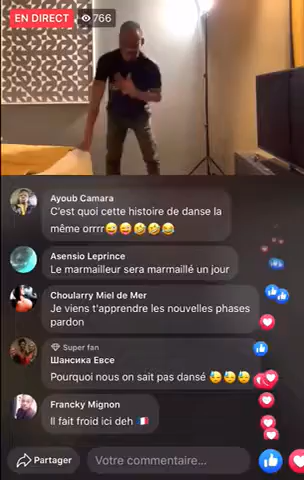 EN DIRECT 766
Ayoub Camara
C'est quoi cette histoire de danse la
même orrrr😜😜🤣🤣😂
Asensio Leprince
Le marmailleur sera marmaillé un jour
Choularry Miel de Mer
Je viens t'apprendre les nouvelles phases
pardon
Super fan
Шансика Евсе
Pourquoi nous on sait pas dansé 😓😓😓
Francky Mignon
Il fait froid ici deh 🇫🇷
Partager
Votre commentaire...